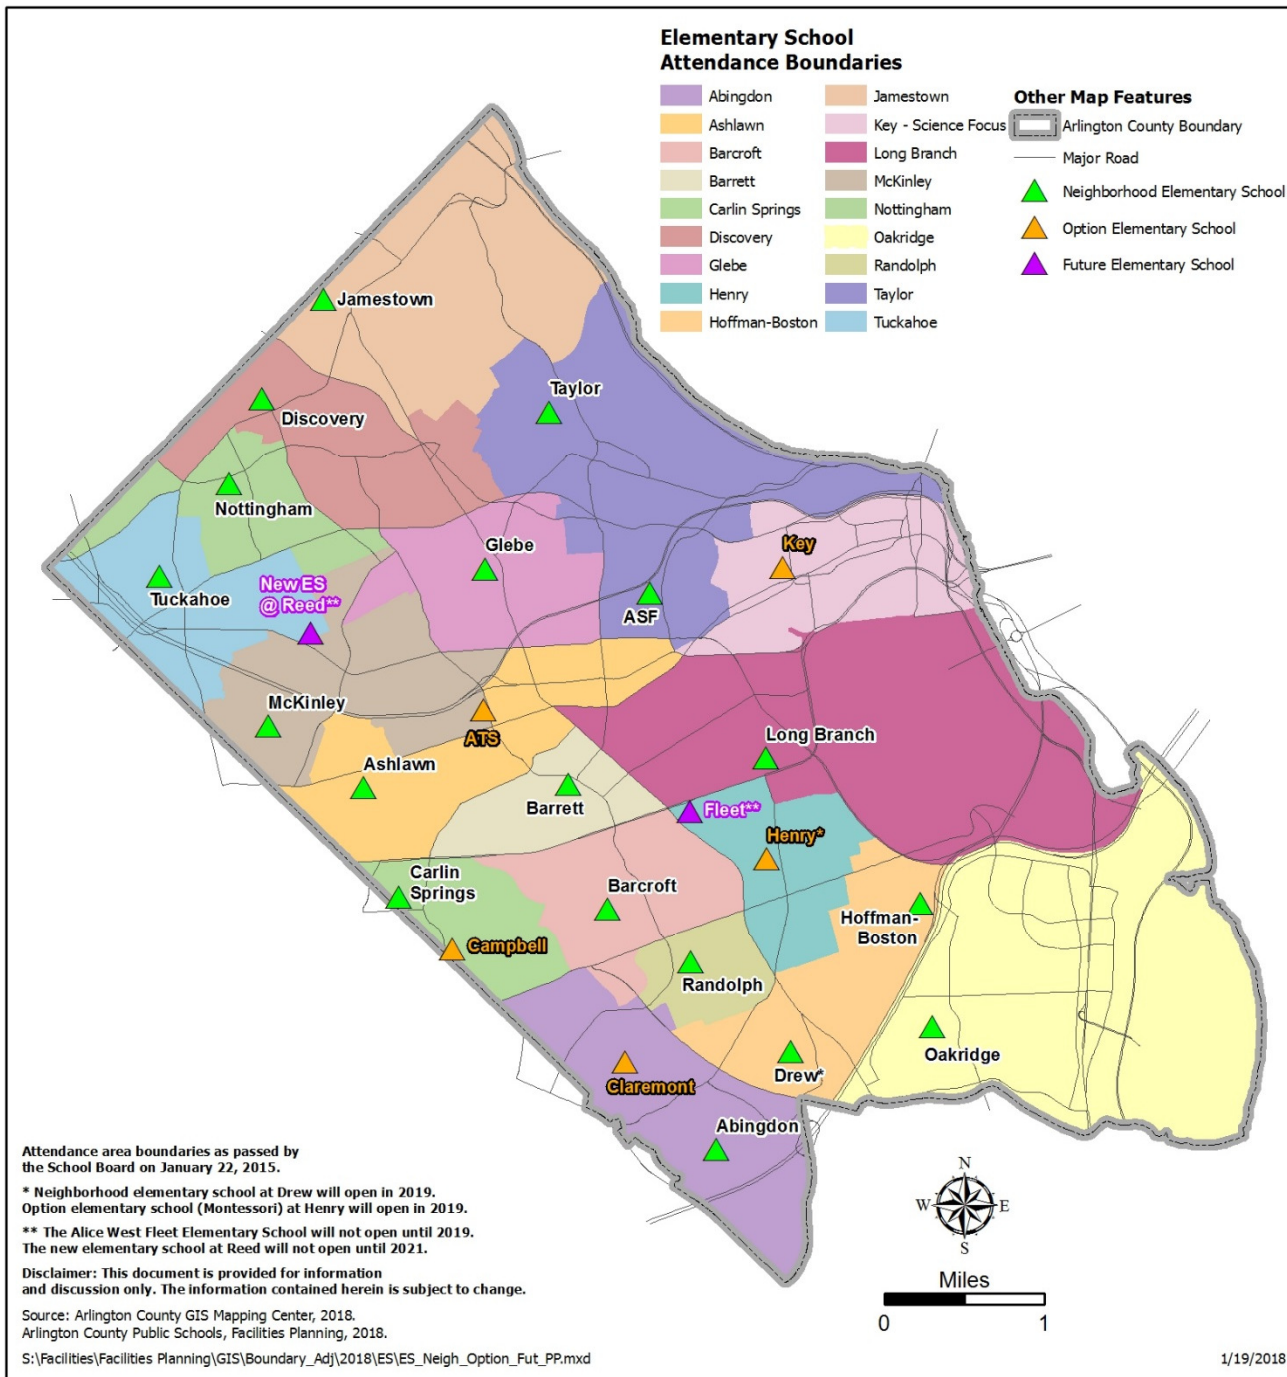 Elementary School
Attendance Boundaries
Abingdon
Ashlawn
Barcroft
Barrett
Carlin Springs
Discovery
Glebe
Henry
Hoffman-Boston
Jamestown
Key - Science Focus
Long Branch
McKinley
Nottingham
Oakridge
Randolph
Taylor
Tuckahoe
Other Map Features
Arlington County Boundary
Major Road
Neighborhood Elementary School
Option Elementary School
Future Elementary School
Jamestown
Taylor
Discovery
Nottingham
Glebe
Key
Tuckahoe
New ES
@ Reed**
ASF
McKinley
ATS
Long Branch
Ashlawn
Barrett
Fleet**
Henry*
Carlin
Springs
Barcroft
Hoffman-
Boston
Campbell
Randolph
Oakridge
Drew*
Claremont
Abingdon
Attendance area boundaries as passed by
the School Board on January 22, 2015.
* Neighborhood elementary school at Drew will open in 2019.
Option elementary school (Montessori) at Henry will open in 2019.
** The Alice West Fleet Elementary School will not open until 2019.
The new elementary school at Reed will not open until 2021.
Disclaimer: This document is provided for information
and discussion only. The information contained herein is subject to change.
Source: Arlington County GIS Mapping Center, 2018.
Arlington County Public Schools, Facilities Planning, 2018.
S:\Facilities\Facilities Planning\GIS\Boundary_Adj\2018\ES\ES_Neigh_Option_Fut_PP.mxd
N
W E
S
Miles
0 1
1/19/2018